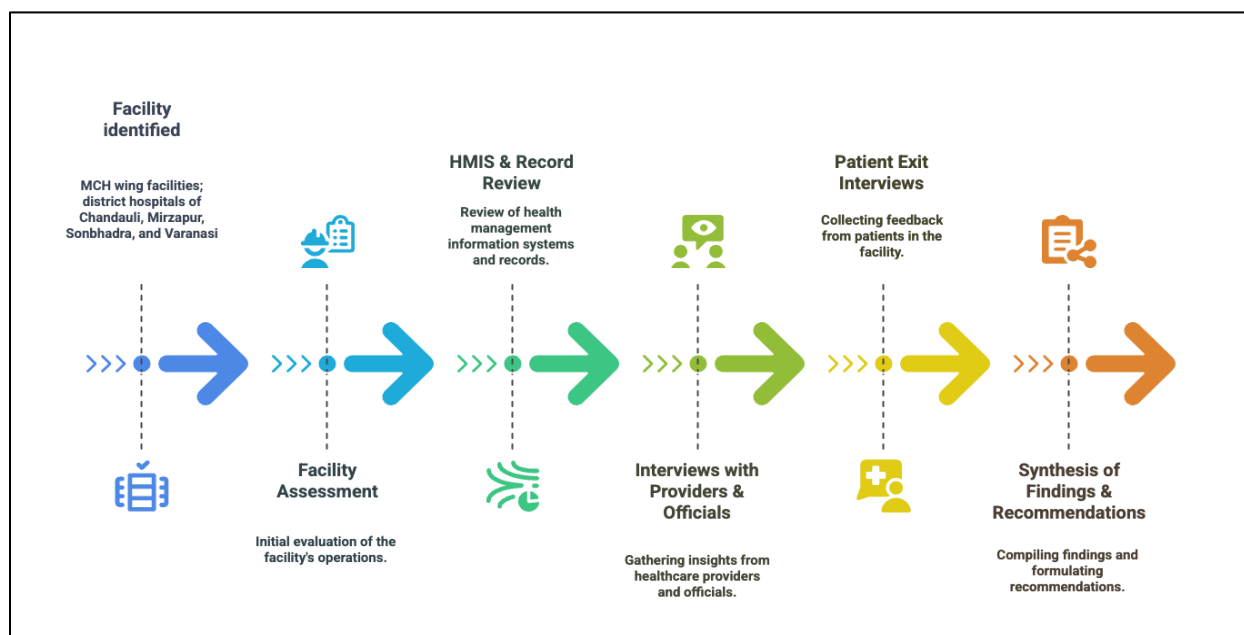 Facility
identified
MCH wing facilities;
district hospitals of
Chandauli, Mirzapur,
Sonbhadra, and Varanasi
Facility
Assessment
Initial evaluation of the
facility's operations.
HMIS & Record
Review
Review of health
management
information systems
and records.
Interviews with
Providers &
Officials
Gathering insights from
healthcare providers
and officials.
Patient Exit
Interviews
Collecting feedback
from patients in the
facility.
Synthesis of
Findings &
Recommendations
Compiling findings and
formulating
recommendations.